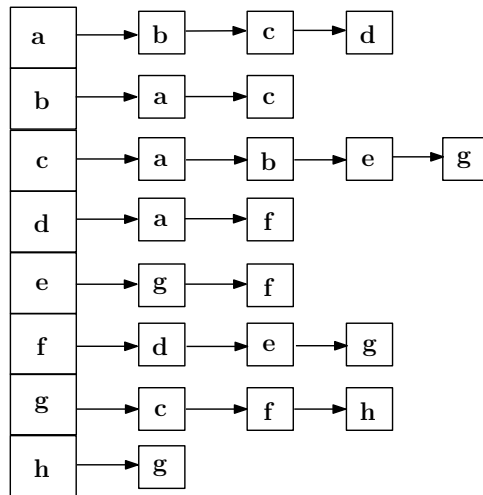 a b c d
b a c
c a b e g
d a f
e g f
f d e g
g c f h
h g